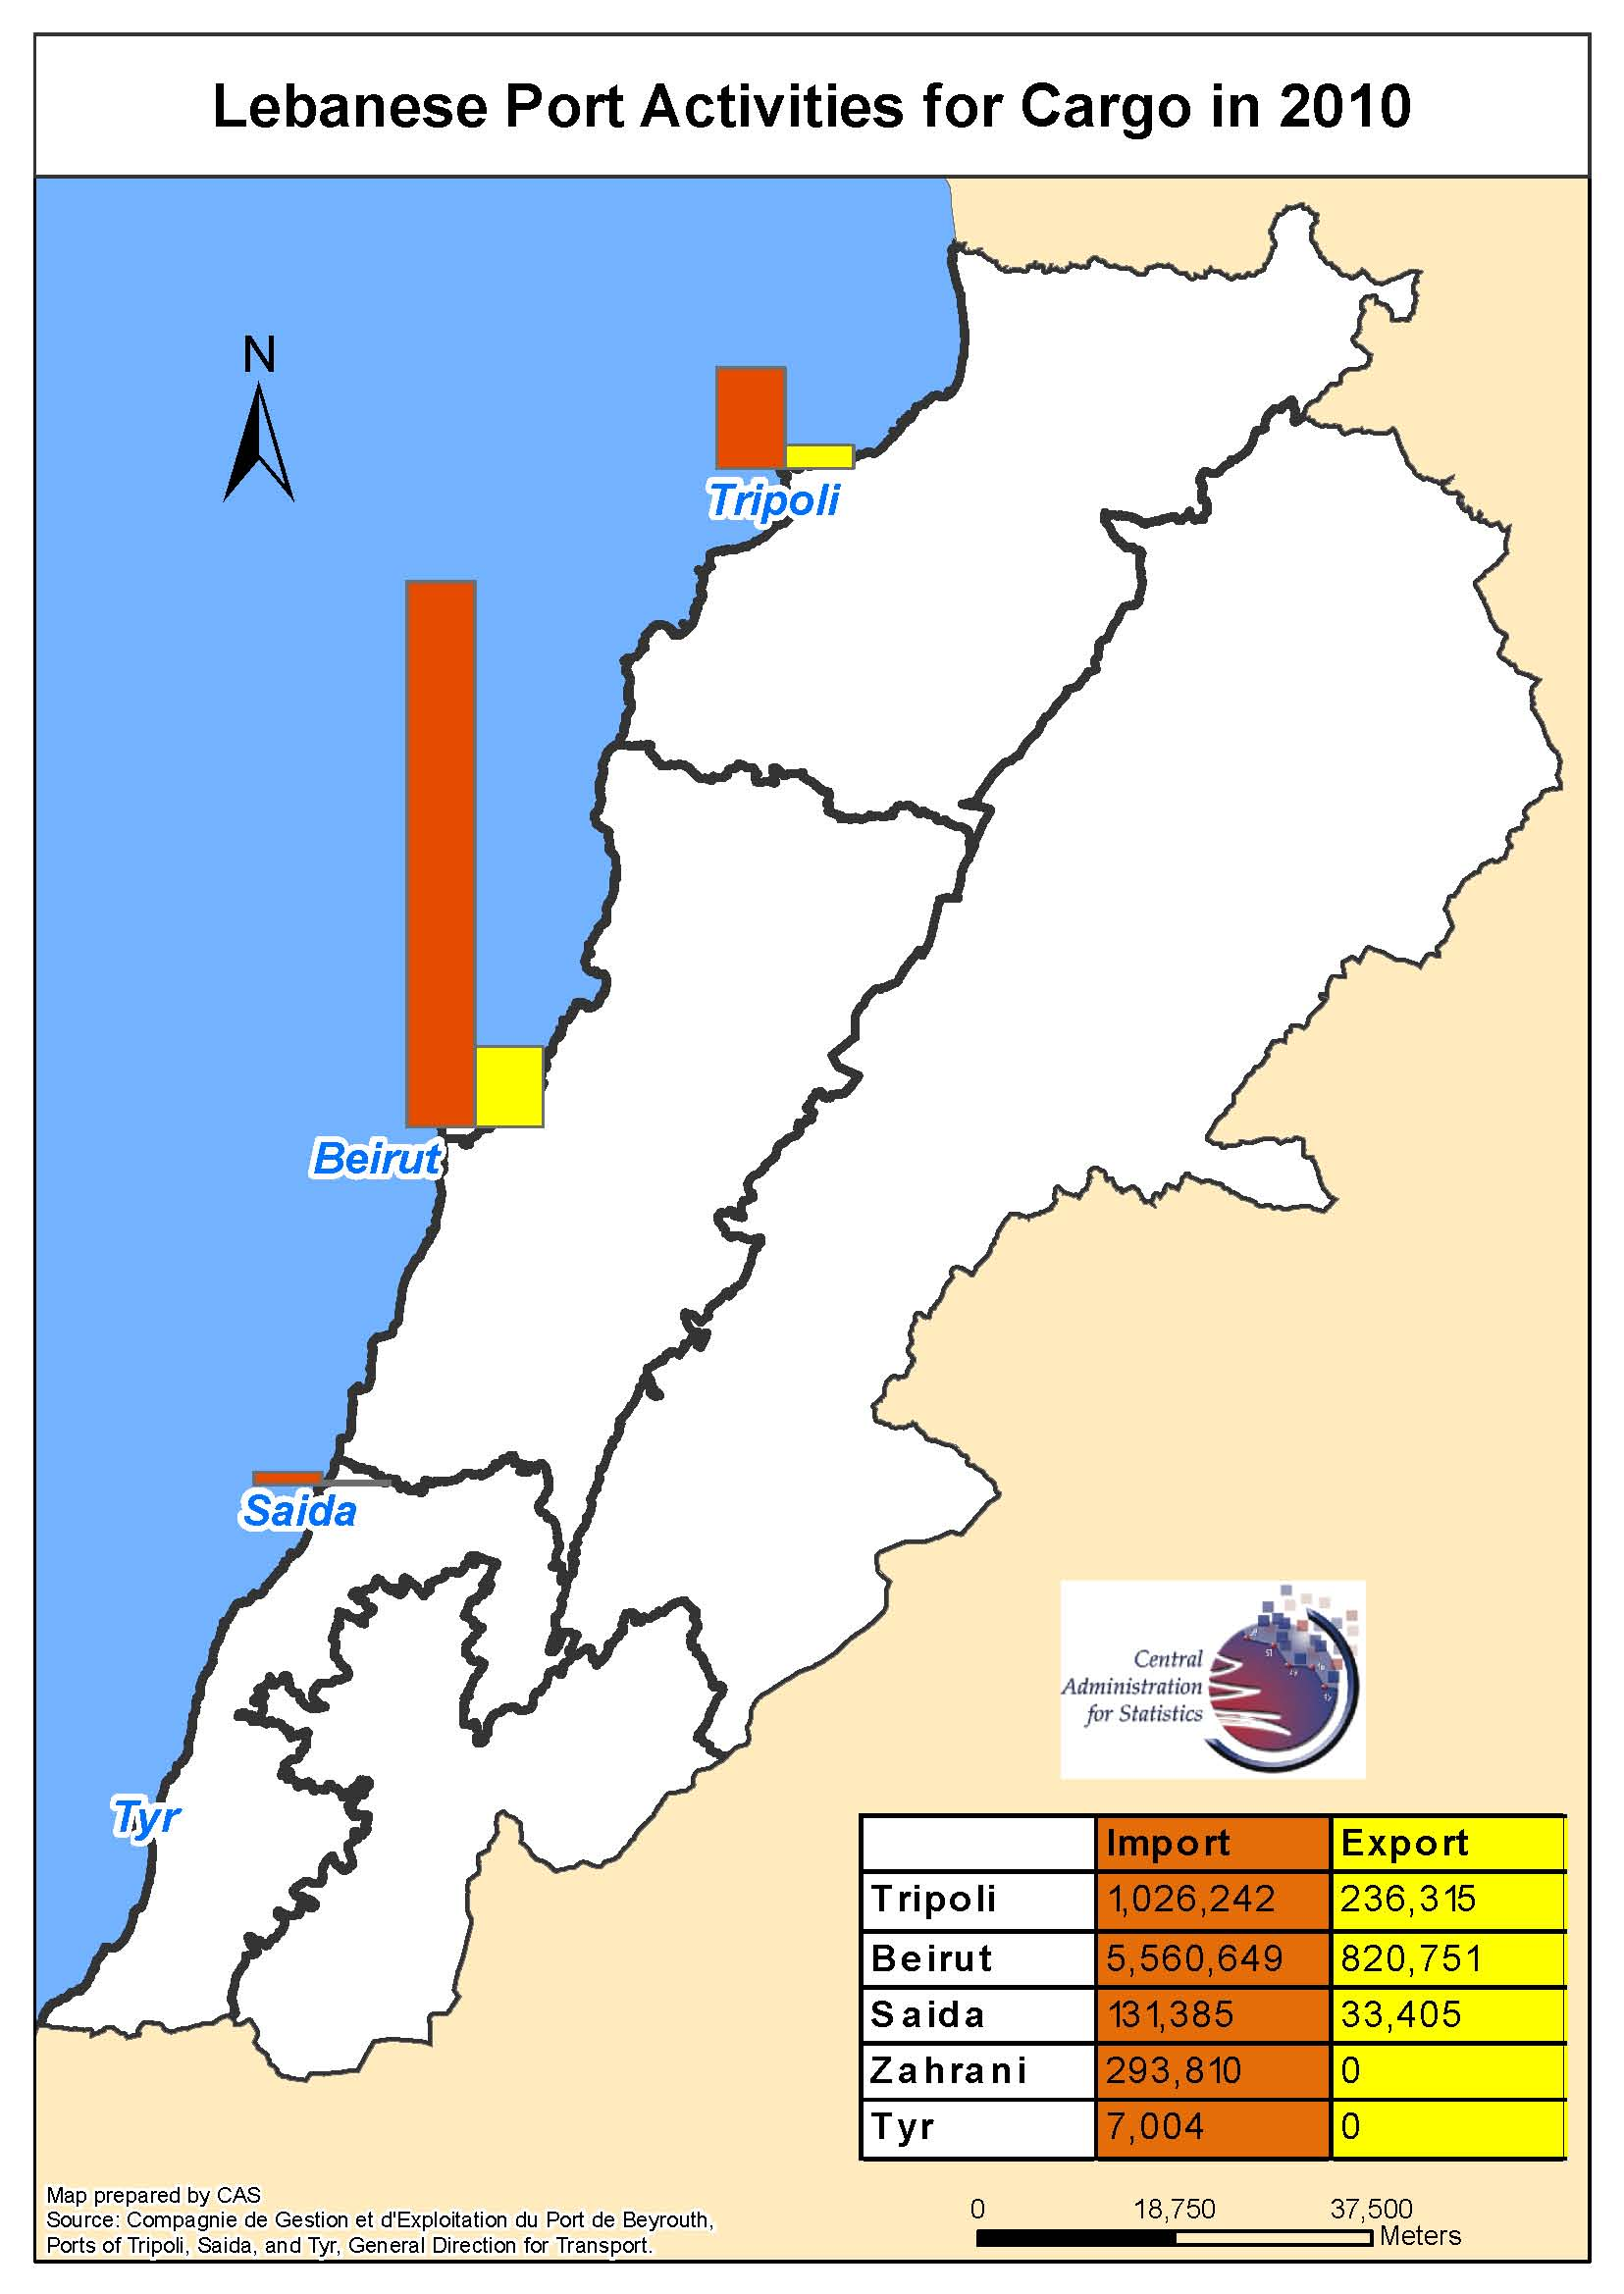 Lebanese Port Activities for Cargo in 2010
N
Tripoli
Beirut
Saida
Tyr
Central
Administration
for Statistics
Import Export
Tripoli 1,026,242 236,315
Beirut 5,560,649 820,751
Saida 131,385 33,405
Zahrani 293,810 0
Tyr 7,004 0
Map prepared by CAS
Source: Compagnie de Gestion et d'Exploitation du Port de Beyrouth,
Ports of Tripoli, Saida, and Tyr, General Direction for Transport.
0 18,750 37,500
Meters